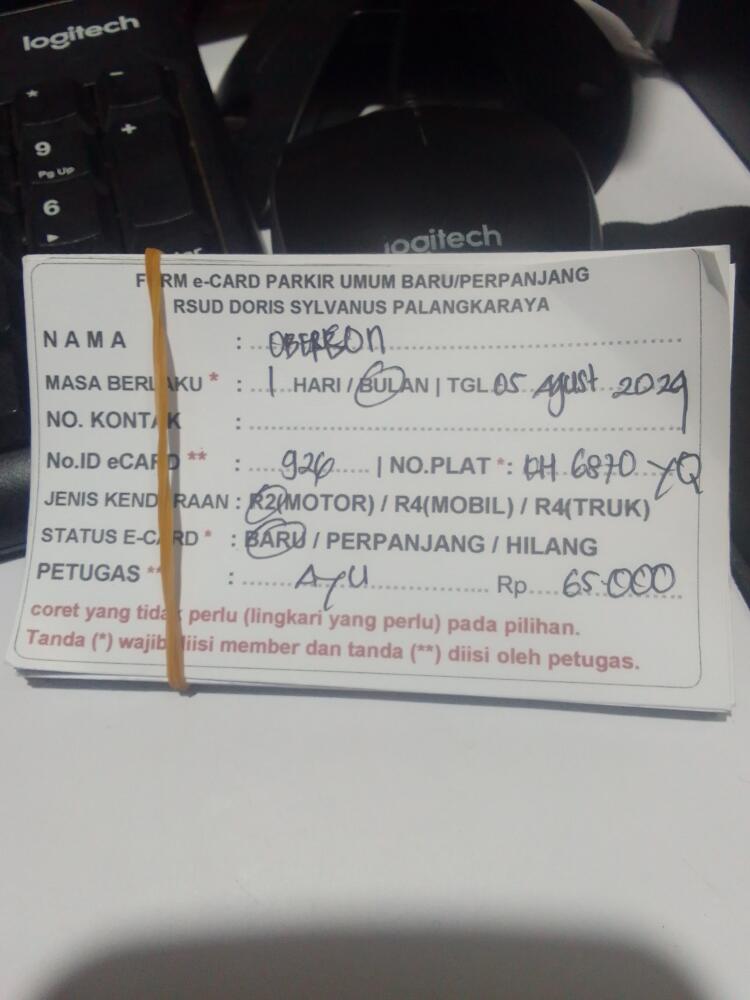 logitech
*
-
9
Pg Up
+
6
logitech
FORM e-CARD PARKIR UMUM BARU/PERPANJANG
RSUD DORIS SYLVANUS PALANGKARAYA
NAMA : OBERSON
MASA BERLAKU * : 1 HARI / BULAN | TGL. 05 Agust 2024
NO. KONTAK :
No.ID eCARD ** : 926 | NO.PLAT *: KH 6870 YQ
JENIS KENDARAAN : R2(MOTOR) / R4(MOBIL) / R4(TRUK)
STATUS E-CARD * : BARU / PERPANJANG / HILANG
PETUGAS ** : AYU Rp 65.000
coret yang tidak perlu (lingkari yang perlu) pada pilihan.
Tanda (*) wajib diisi member dan tanda (**) diisi oleh petugas.